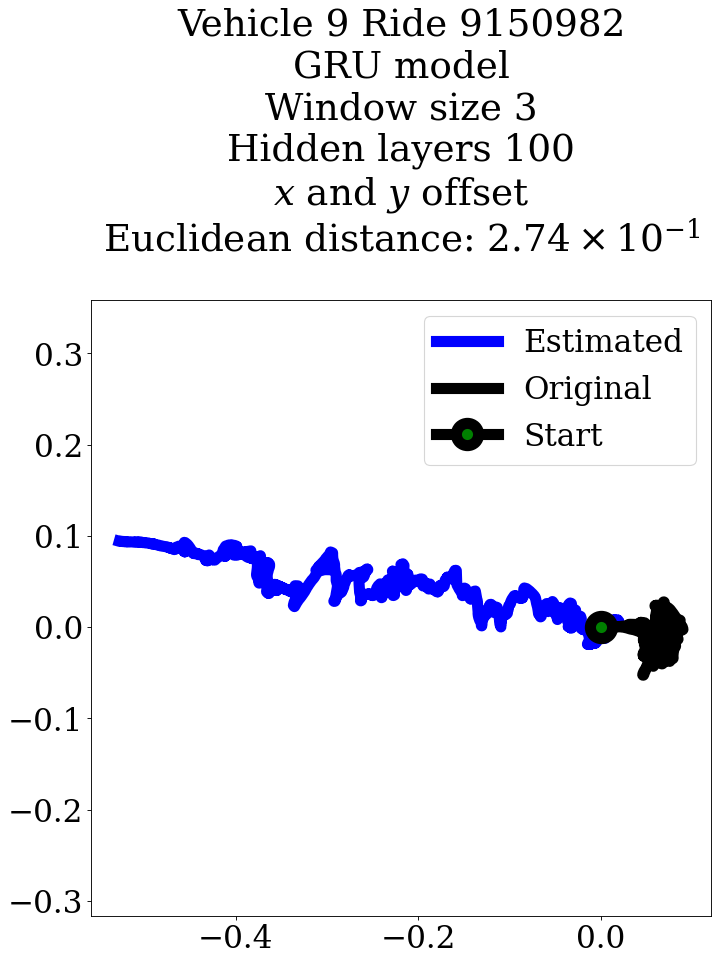 Vehicle 9 Ride 9150982
GRU model
Window size 3
Hidden layers 100
x and y offset
Euclidean distance: 2.74 × 10⁻¹
Estimated
Original
Start
0.3
0.2
0.1
0.0
−0.1
−0.2
−0.3
−0.4
−0.2
0.0